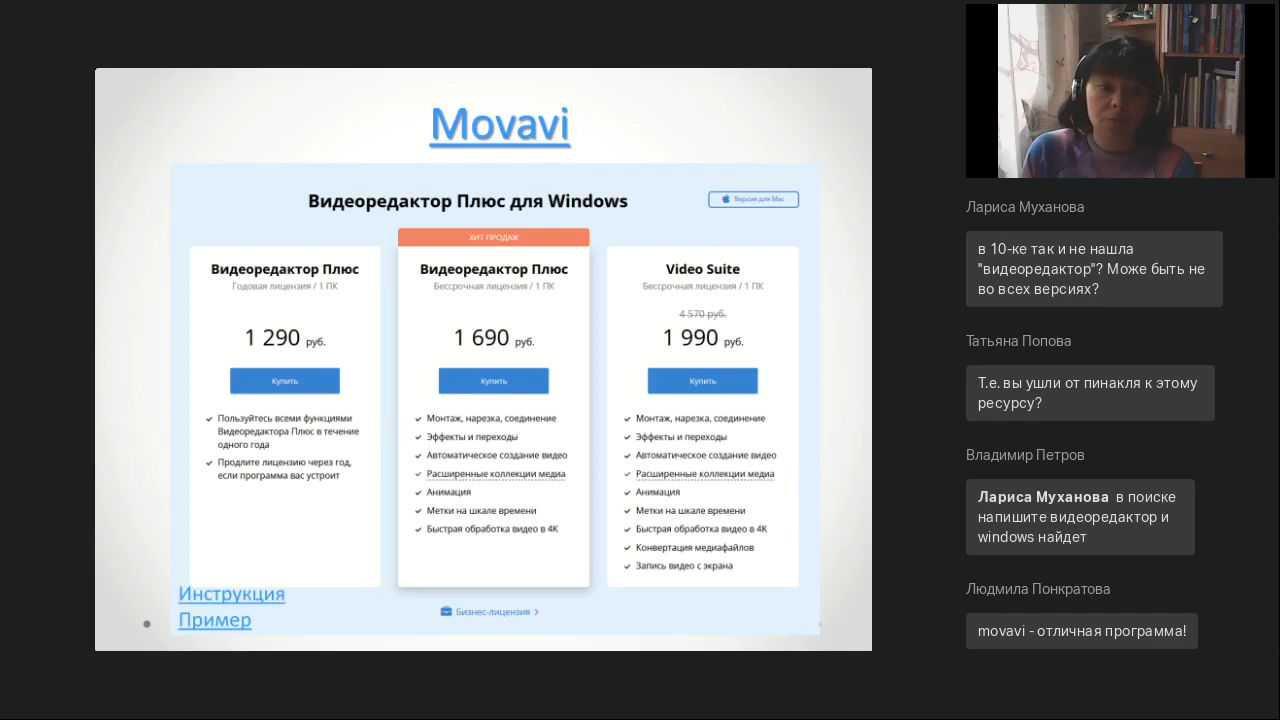 Movavi
Видеоредактор Плюс для Windows
Версия для Mac
ХИТ ПРОДАЖ
Видеоредактор Плюс
Годовая лицензия / 1 ПК
1 290 руб.
Купить
Пользуйтесь всеми функциями
Видеоредактора Плюс в течение
одного года
Продлите лицензию через год,
если программа вас устроит
Видеоредактор Плюс
Бессрочная лицензия / 1 ПК
1 690 руб.
Купить
Монтаж, нарезка, соединение
Эффекты и переходы
Автоматическое создание видео
Расширенные коллекции медиа
Анимация
Метки на шкале времени
Быстрая обработка видео в 4К
Video Suite
Бессрочная лицензия / 1 ПК
4 570 руб.
1 990 руб.
Купить
Монтаж, нарезка, соединение
Эффекты и переходы
Автоматическое создание видео
Расширенные коллекции медиа
Анимация
Метки на шкале времени
Быстрая обработка видео в 4К
Конвертация медиафайлов
Запись видео с экрана
Инструкция
Пример
Бизнес-лицензия
Лариса Муханова
в 10-ке так и не нашла
"видеоредактор"? Може быть не
во всех версиях?
Татьяна Попова
Т.е. вы ушли от пинакля к этому
ресурсу?
Владимир Петров
Лариса Муханова в поиске
напишите видеоредактор и
windows найдет
Людмила Понкратова
movavi - отличная программа!